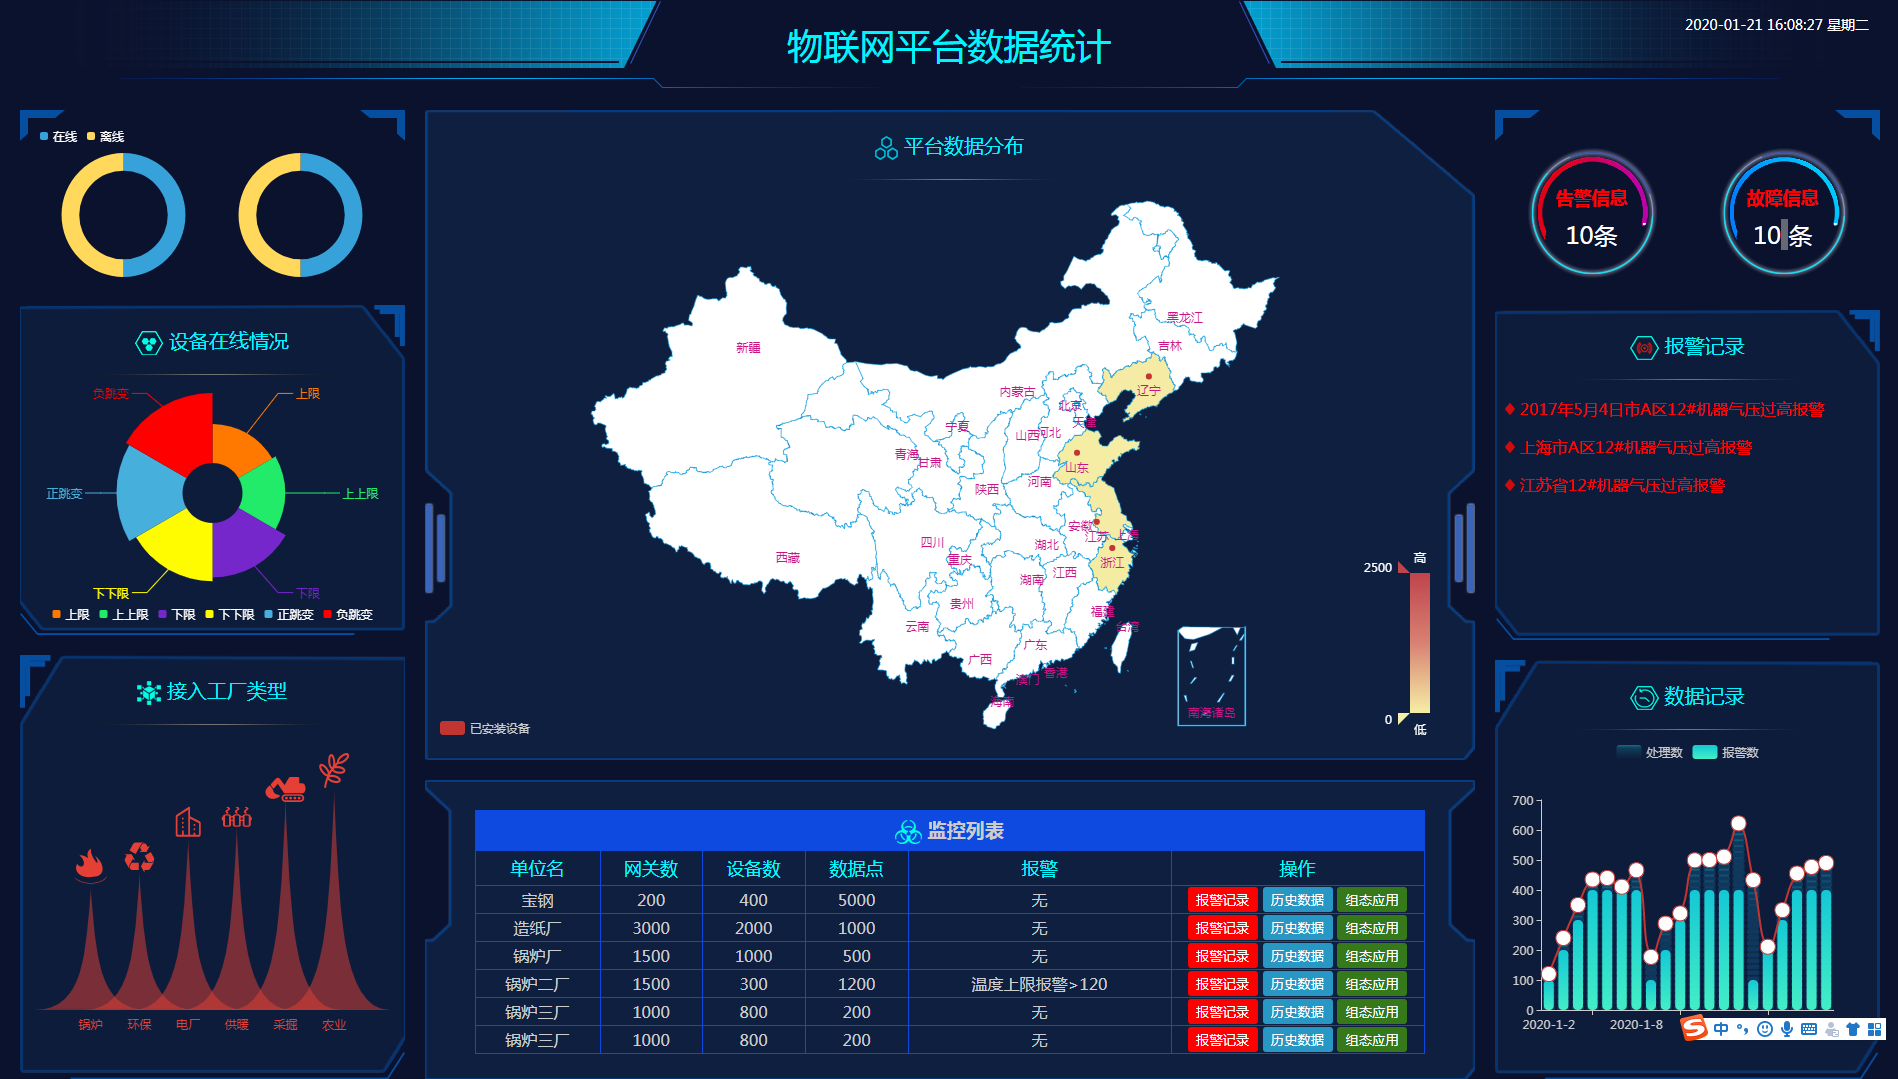 物联网平台数据统计
2020-01-21 16:08:27 星期二
在线 离线
设备在线情况
负跳变 上限
正跳变 上上限
下下限 下限
上限 上上限 下限 下下限 正跳变 负跳变
接入工厂类型
锅炉 环保 电厂 供暖 采掘 农业
平台数据分布
黑龙江
吉林
新疆
辽宁
内蒙古
北京
天津
宁夏
山西
河北
青海
甘肃
山东
河南
陕西
安徽
江苏
上海
四川
湖北
重庆
西藏
浙江
湖南
江西
贵州
福建
云南
台湾
广东
广西
香港
澳门
海南
南海诸岛
高
2500
0
低
已安装设备
监控列表
单位名 网关数 设备数 数据点 报警 操作
宝钢 200 400 5000 无 报警记录 历史数据 组态应用
造纸厂 3000 2000 1000 无 报警记录 历史数据 组态应用
锅炉厂 1500 1000 500 无 报警记录 历史数据 组态应用
锅炉二厂 1500 300 1200 温度上限报警>120 报警记录 历史数据 组态应用
锅炉三厂 1000 800 200 无 报警记录 历史数据 组态应用
锅炉三厂 1000 800 200 无 报警记录 历史数据 组态应用
告警信息
10条
故障信息
10条
报警记录
2017年5月4日市A区12#机器气压过高报警
上海市A区12#机器气压过高报警
江苏省12#机器气压过高报警
数据记录
处理数 报警数
700
600
500
400
300
200
100
0
2020-1-2 2020-1-8
S 中